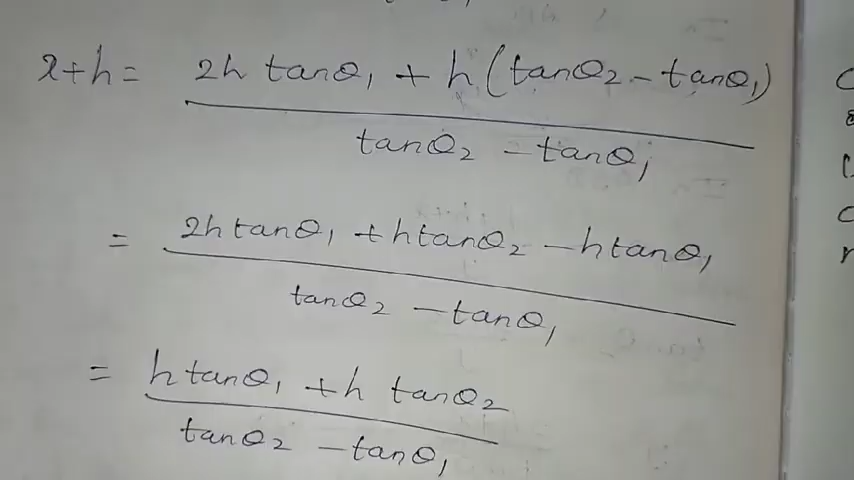 x+h = 2h tanθ₁ + h(tanθ₂ - tanθ₁)
tanθ₂ - tanθ₁
= 2h tanθ₁ + h tanθ₂ - h tanθ₁
tanθ₂ - tanθ₁
= h tanθ₁ + h tanθ₂
tanθ₂ - tanθ₁